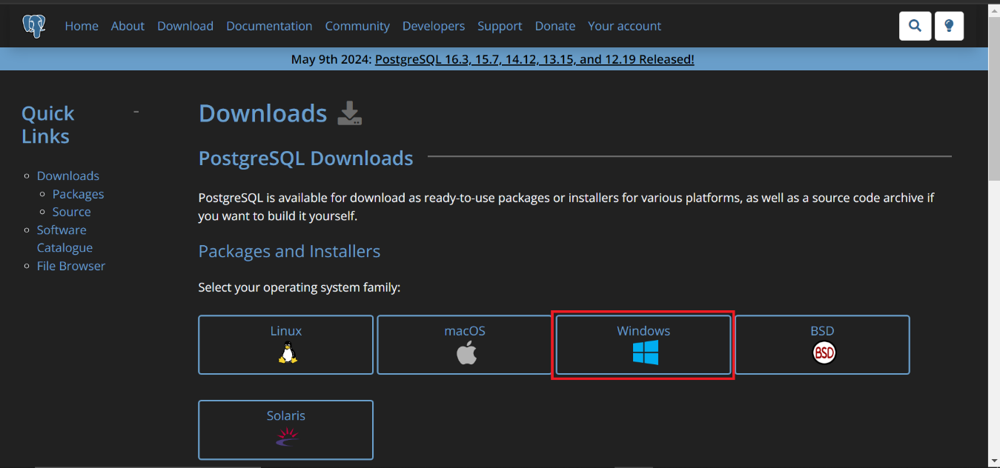 Home About Download Documentation Community Developers Support Donate Your account
May 9th 2024: PostgreSQL 16.3, 15.7, 14.12, 13.15, and 12.19 Released!
Quick
Links
Downloads
Packages
Source
Software
Catalogue
File Browser
Downloads
PostgreSQL Downloads
PostgreSQL is available for download as ready-to-use packages or installers for various platforms, as well as a source code archive if
you want to build it yourself.
Packages and Installers
Select your operating system family:
Linux
macOS
Windows
BSD
BSD
Solaris